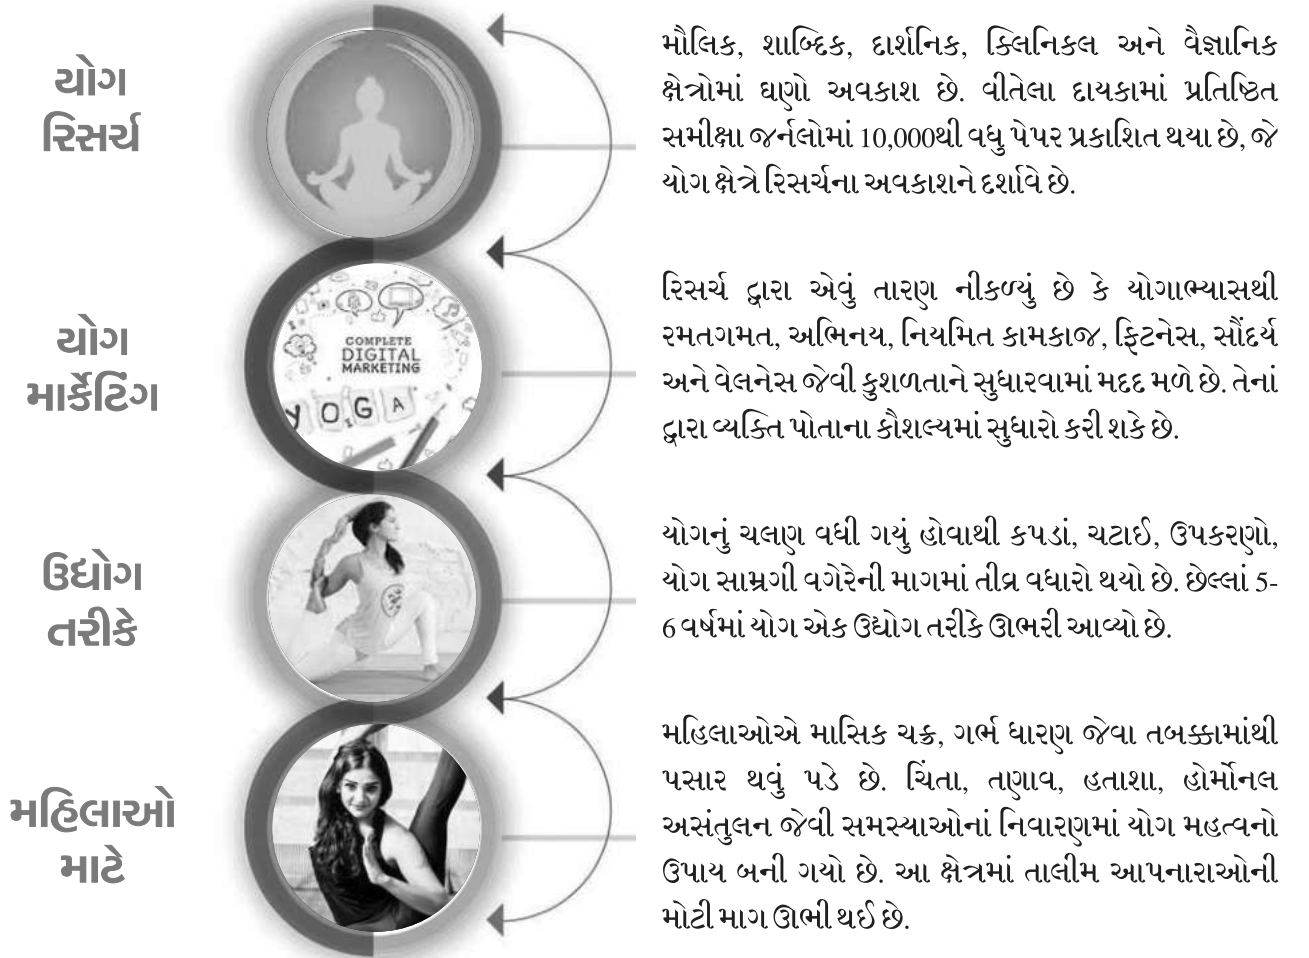 યોગ
રિસર્ચ
મૌલિક, શાબ્દિક, દાર્શનિક, ક્લિનિકલ અને વૈજ્ઞાનિક
ક્ષેત્રોમાં ઘણો અવકાશ છે. વીતેલા દાયકામાં પ્રતિષ્ઠિત
સમીક્ષા જર્નલોમાં 10,000થી વધુ પેપર પ્રકાશિત થયા છે, જે
યોગ ક્ષેત્રે રિસર્ચના અવકાશને દર્શાવે છે.
યોગ
માર્કેટિંગ
COMPLETE
DIGITAL
MARKETING
YOGA
રિસર્ચ દ્વારા એવું તારણ નીકળ્યું છે કે યોગાભ્યાસથી
રમતગમત, અભિનય, નિયમિત કામકાજ, ફિટનેસ, સૌંદર્ય
અને વેલનેસ જેવી કુશળતાને સુધારવામાં મદદ મળે છે. તેનાં
દ્વારા વ્યક્તિ પોતાના કૌશલ્યમાં સુધારો કરી શકે છે.
ઉદ્યોગ
તરીકે
યોગનું ચલણ વધી ગયું હોવાથી કપડાં, ચટાઈ, ઉપકરણો,
યોગ સામ્રગી વગેરેની માગમાં તીવ્ર વધારો થયો છે. છેલ્લાં 5-
6 વર્ષમાં યોગ એક ઉદ્યોગ તરીકે ઊભરી આવ્યો છે.
મહિલાઓ
માટે
મહિલાઓએ માસિક ચક્ર, ગર્ભ ધારણ જેવા તબક્કામાંથી
પસાર થવું પડે છે. ચિંતા, તણાવ, હતાશા, હોર્મોનલ
અસંતુલન જેવી સમસ્યાઓનાં નિવારણમાં યોગ મહત્વનો
ઉપાય બની ગયો છે. આ ક્ષેત્રમાં તાલીમ આપનારાઓની
મોટી માગ ઊભી થઈ છે.